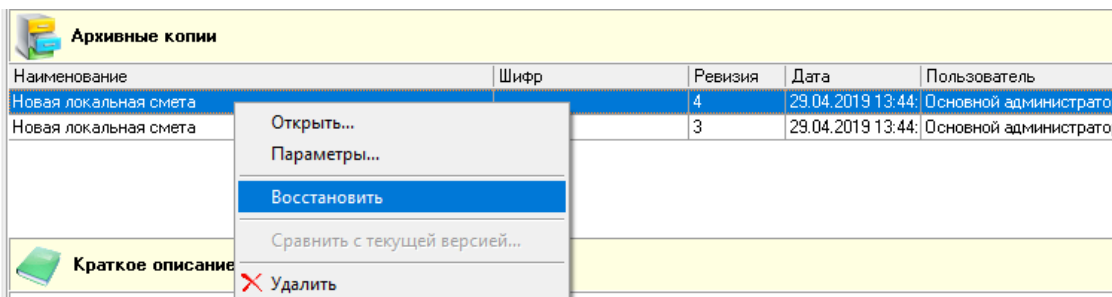 Архивные копии
Наименование Шифр Ревизия Дата Пользователь
Новая локальная смета 4 29.04.2019 13:44: Основной администрато
Новая локальная смета 3 29.04.2019 13:44: Основной администрато
Открыть...
Параметры...
Восстановить
Сравнить с текущей версией...
Краткое описание
Удалить